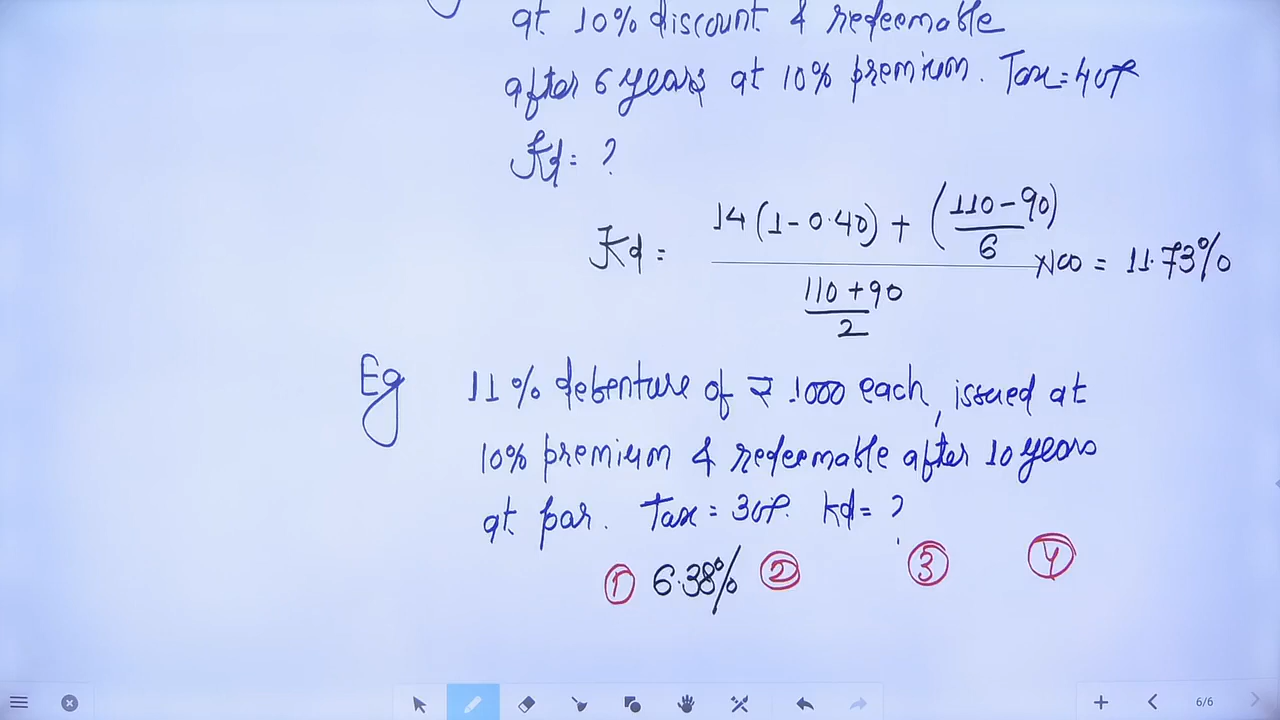 at 10% discount & redeemable
after 6 years at 10% premium. Tax = 40%
Kd = ?
Kd = 14 (1 - 0.40) + (110 - 90)
6
110 + 90
2
x100 = 11.73%
Eg 11% debenture of ₹ 1000 each, issued at
10% premium & redeemable after 10 years
at par. Tax = 30%. Kd = ?
① 6.38% ② ③ ④
6/6